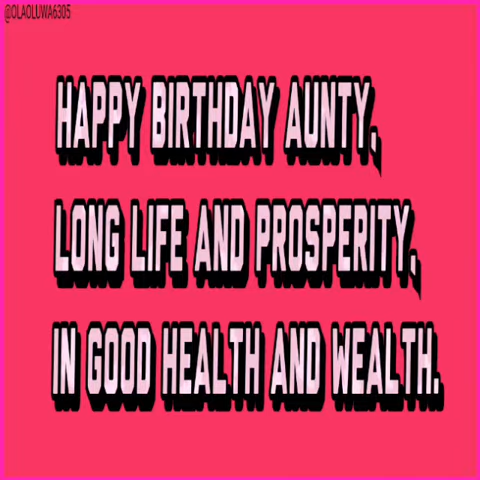 @OLAOLUWA6305
HAPPY BIRTHDAY AUNTY,
LONG LIFE AND PROSPERITY,
IN GOOD HEALTH AND WEALTH.